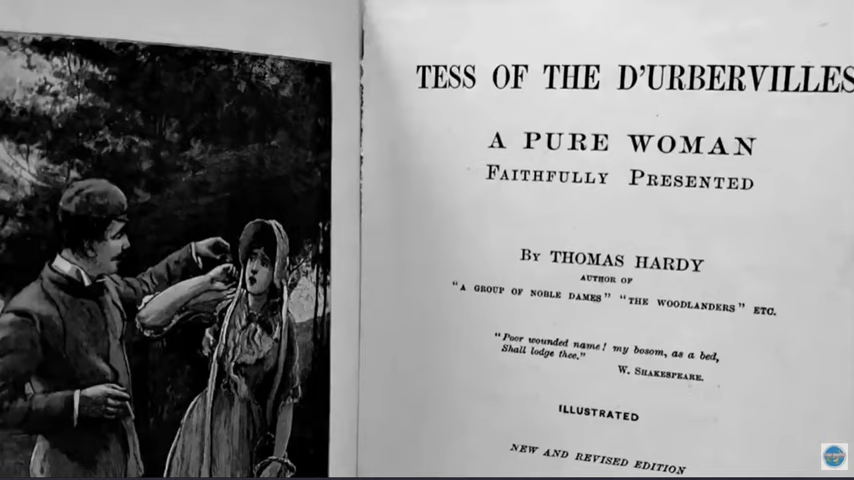 TESS OF THE D'URBERVILLES
A PURE WOMAN
FAITHFULLY PRESENTED
BY THOMAS HARDY
AUTHOR OF
"A GROUP OF NOBLE DAMES" "THE WOODLANDERS" ETC.
"Poor wounded name! my bosom, as a bed,
Shall lodge thee."
W. SHAKESPEARE.
ILLUSTRATED
NEW AND REVISED EDITION